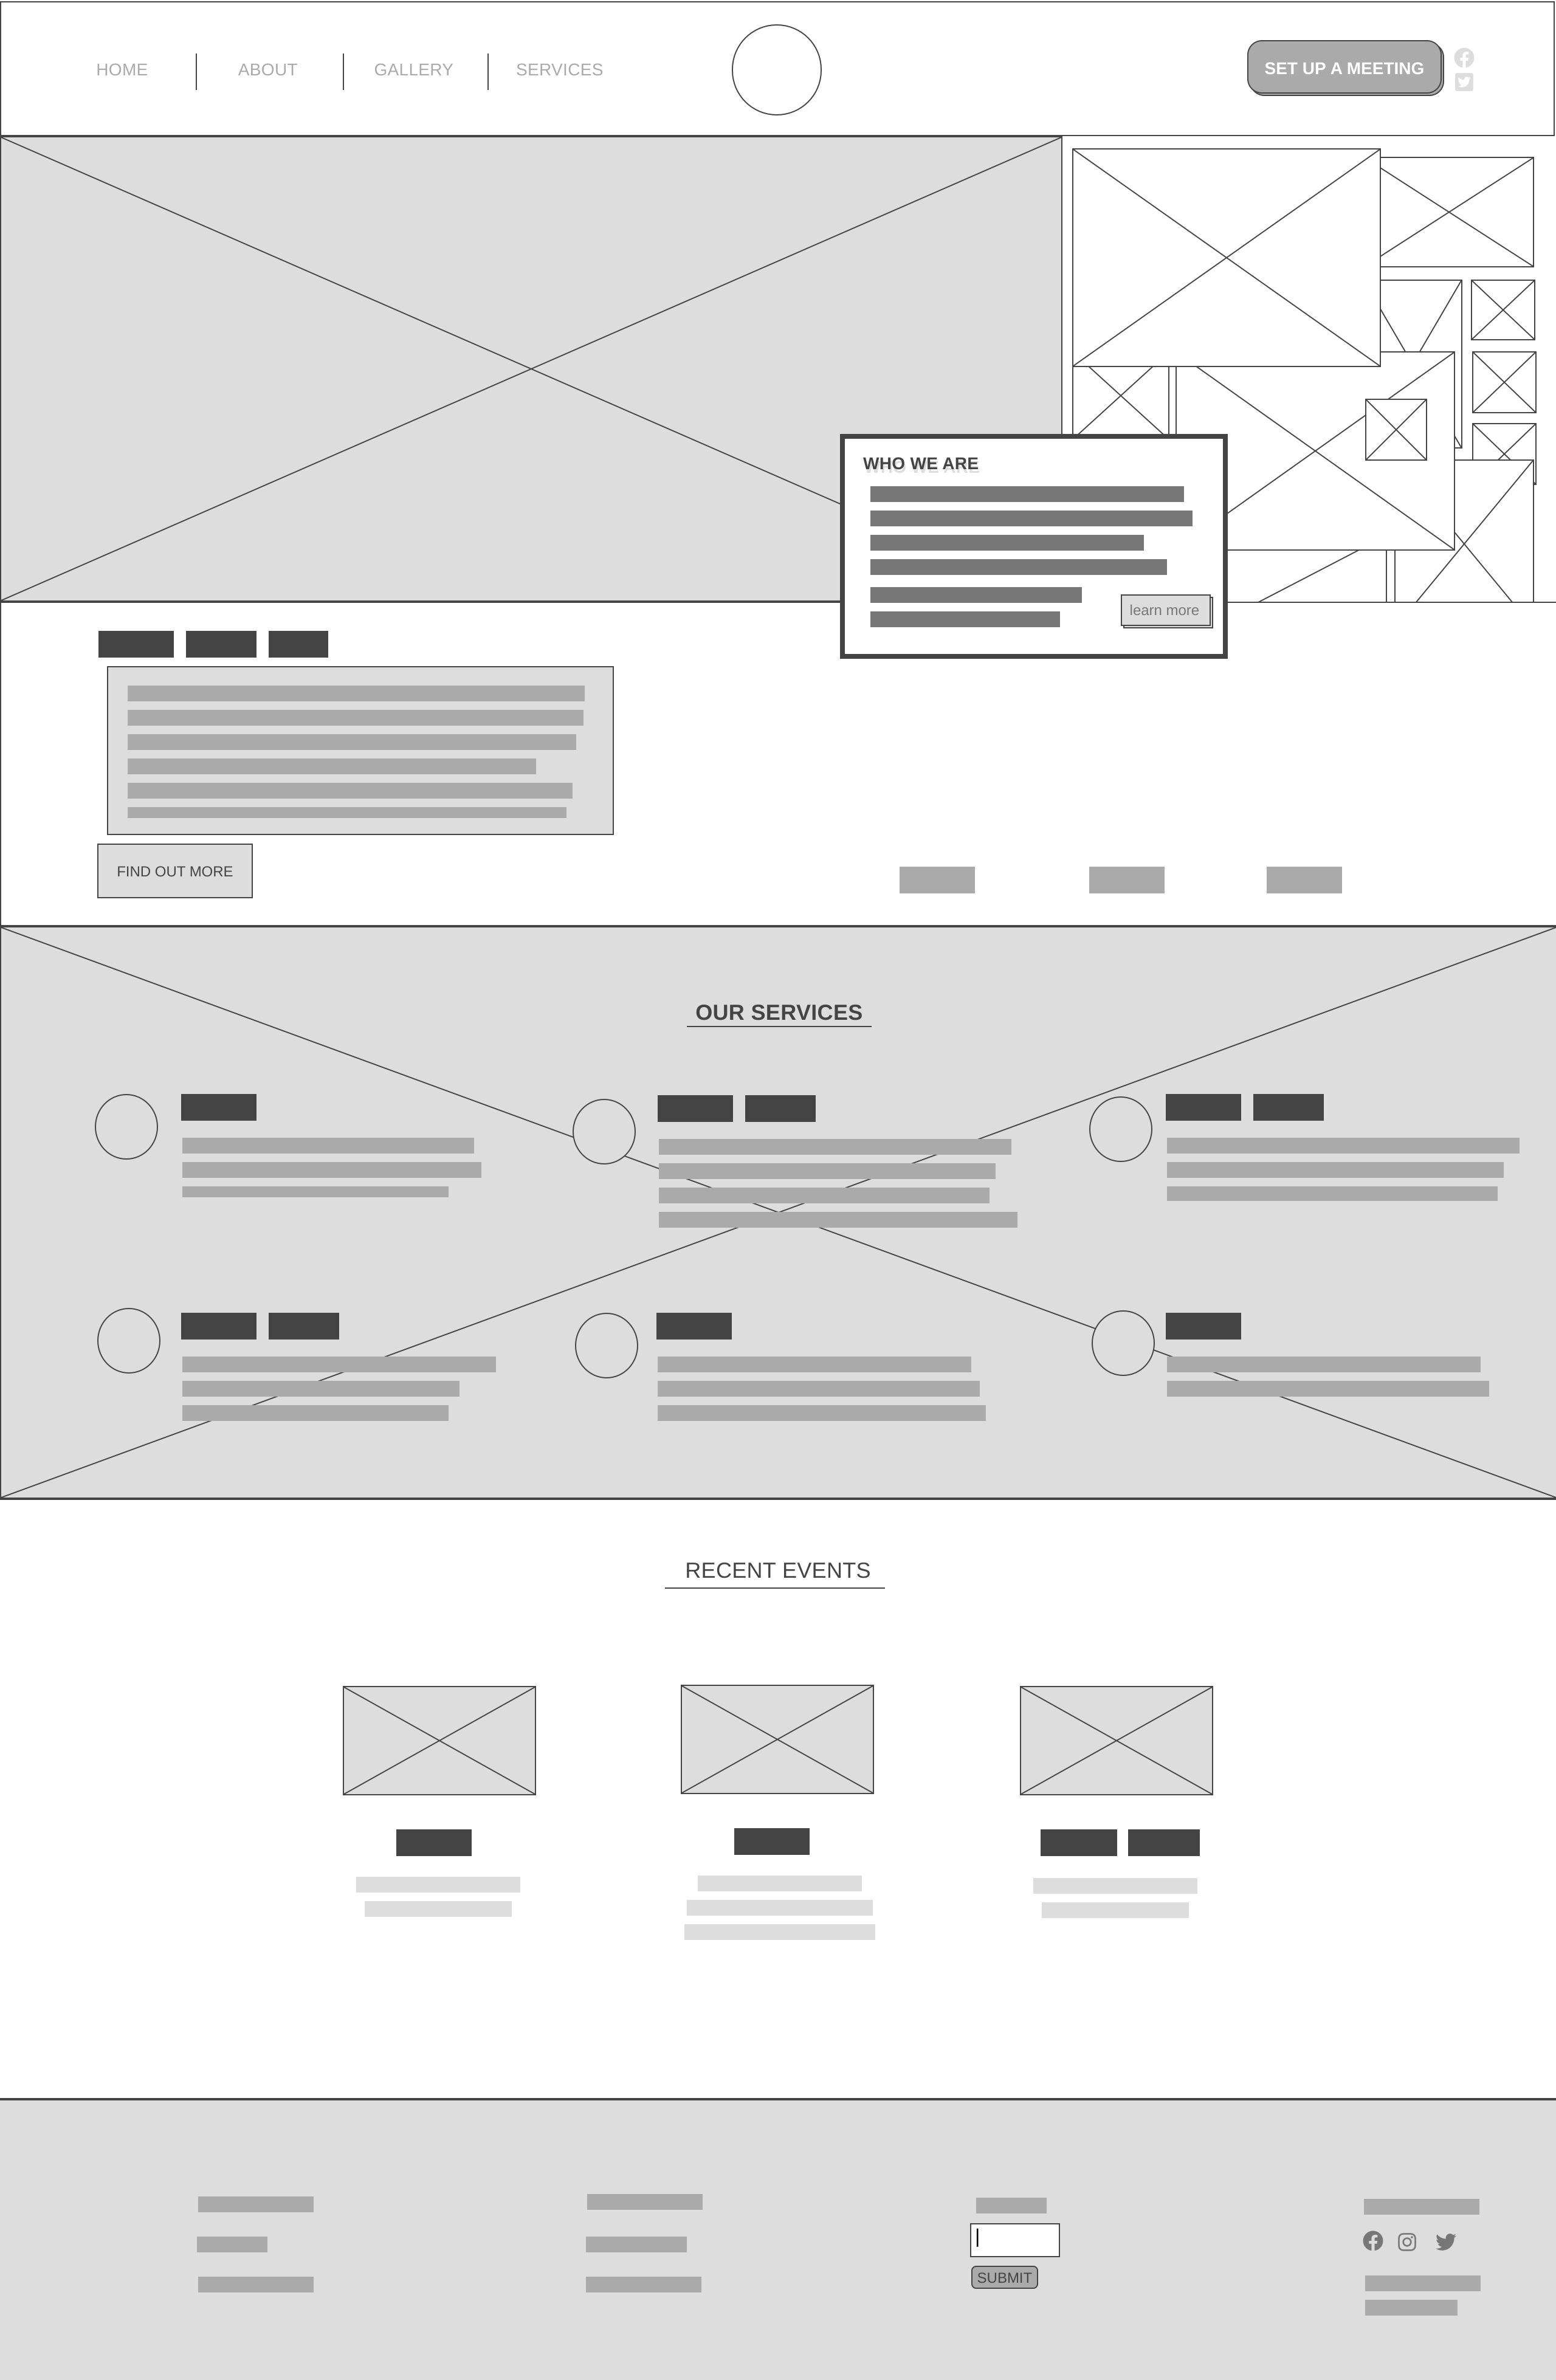 HOME
ABOUT
GALLERY
SERVICES
SET UP A MEETING
WHO WE ARE
learn more
FIND OUT MORE
OUR SERVICES
RECENT EVENTS
SUBMIT